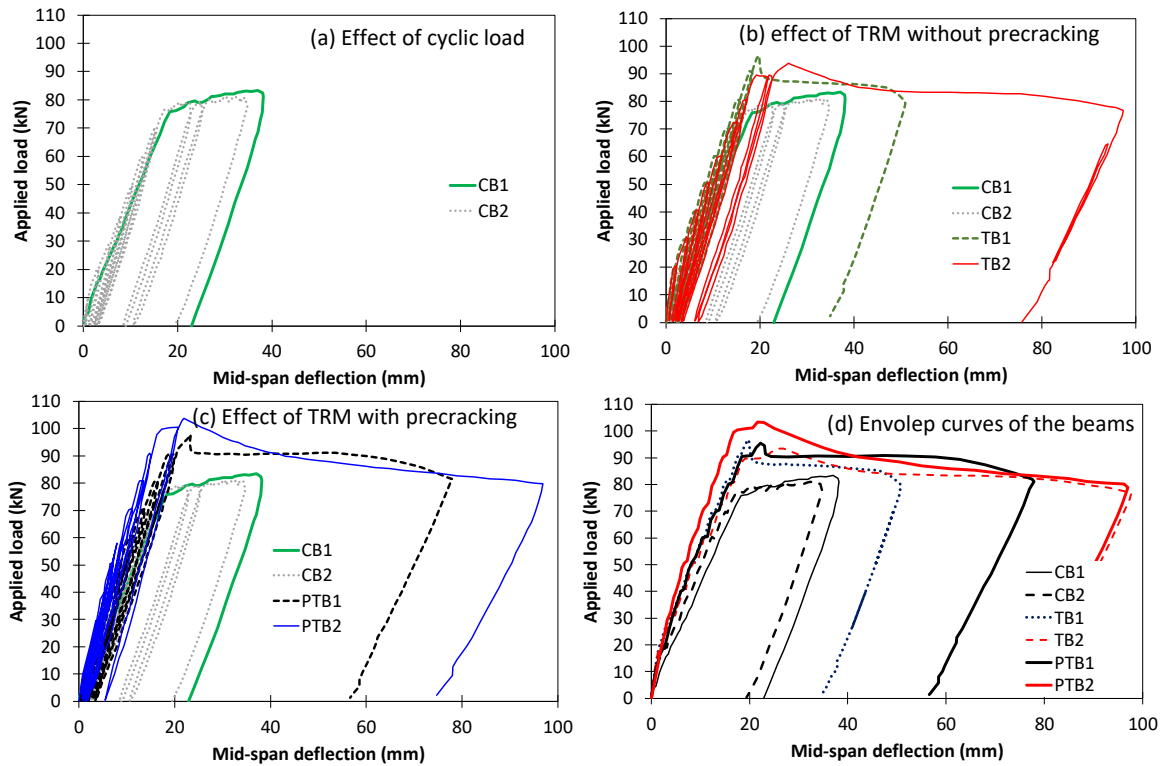 (a) Effect of cyclic load
110
100
90
80
70
60
50
40
30
20
10
0
Applied load (kN)
CB1
CB2
0 20 40 60 80 100
Mid-span deflection (mm)
(b) effect of TRM without precracking
110
100
90
80
70
60
50
40
30
20
10
0
Applied load (kN)
CB1
CB2
TB1
TB2
0 20 40 60 80 100
Mid-span deflection (mm)
(c) Effect of TRM with precracking
110
100
90
80
70
60
50
40
30
20
10
0
Applied load (kN)
CB1
CB2
PTB1
PTB2
0 20 40 60 80 100
Mid-span deflection (mm)
(d) Envolep curves of the beams
110
100
90
80
70
60
50
40
30
20
10
0
Applied load (kN)
CB1
CB2
TB1
TB2
PTB1
PTB2
0 20 40 60 80 100
Mid-span deflection (mm)